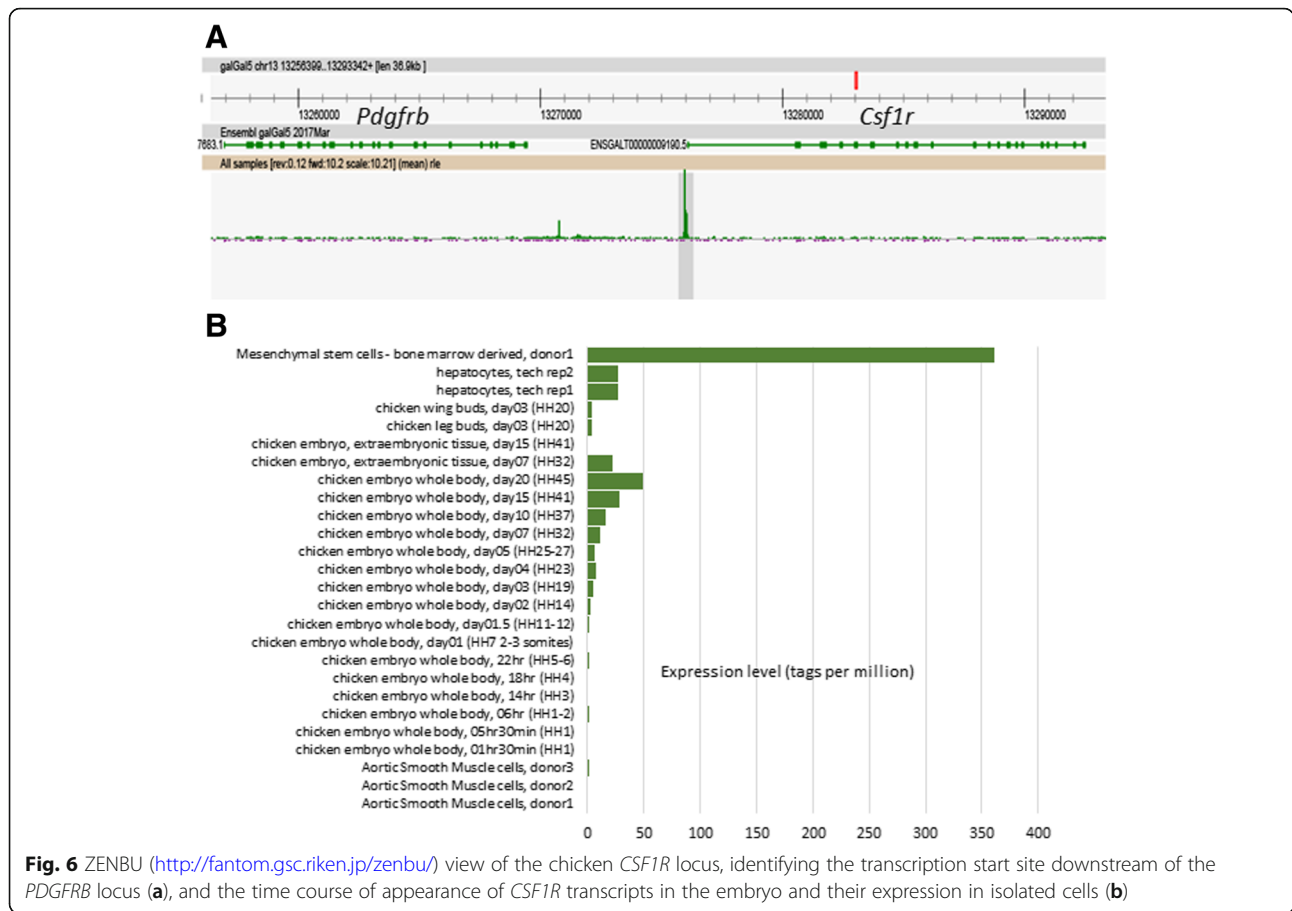 A
galGal5 chr13 13256399..13293342+ [len 36.9kb ]
13260000 Pdgfrb 13270000 13280000 Csf1r 13290000
Ensembl galGal5 2017Mar
7683.1 ENSGALT00000009190.5
All samples [rev:0.12 fwd:10.2 scale:10.21] (mean) rle
B
Mesenchymal stem cells - bone marrow derived, donor1
hepatocytes, tech rep2
hepatocytes, tech rep1
chicken wing buds, day03 (HH20)
chicken leg buds, day03 (HH20)
chicken embryo, extraembryonic tissue, day15 (HH41)
chicken embryo, extraembryonic tissue, day07 (HH32)
chicken embryo whole body, day20 (HH45)
chicken embryo whole body, day15 (HH41)
chicken embryo whole body, day10 (HH37)
chicken embryo whole body, day07 (HH32)
chicken embryo whole body, day05 (HH25-27)
chicken embryo whole body, day04 (HH23)
chicken embryo whole body, day03 (HH19)
chicken embryo whole body, day02 (HH14)
chicken embryo whole body, day01.5 (HH11-12)
chicken embryo whole body, day01 (HH7 2-3 somites)
chicken embryo whole body, 22hr (HH5-6)
Expression level (tags per million)
chicken embryo whole body, 18hr (HH4)
chicken embryo whole body, 14hr (HH3)
chicken embryo whole body, 06hr (HH1-2)
chicken embryo whole body, 05hr30min (HH1)
chicken embryo whole body, 01hr30min (HH1)
Aortic Smooth Muscle cells, donor3
Aortic Smooth Muscle cells, donor2
Aortic Smooth Muscle cells, donor1
0 50 100 150 200 250 300 350 400
Fig. 6 ZENBU (http://fantom.gsc.riken.jp/zenbu/) view of the chicken CSF1R locus, identifying the transcription start site downstream of the
PDGFRB locus (a), and the time course of appearance of CSF1R transcripts in the embryo and their expression in isolated cells (b)